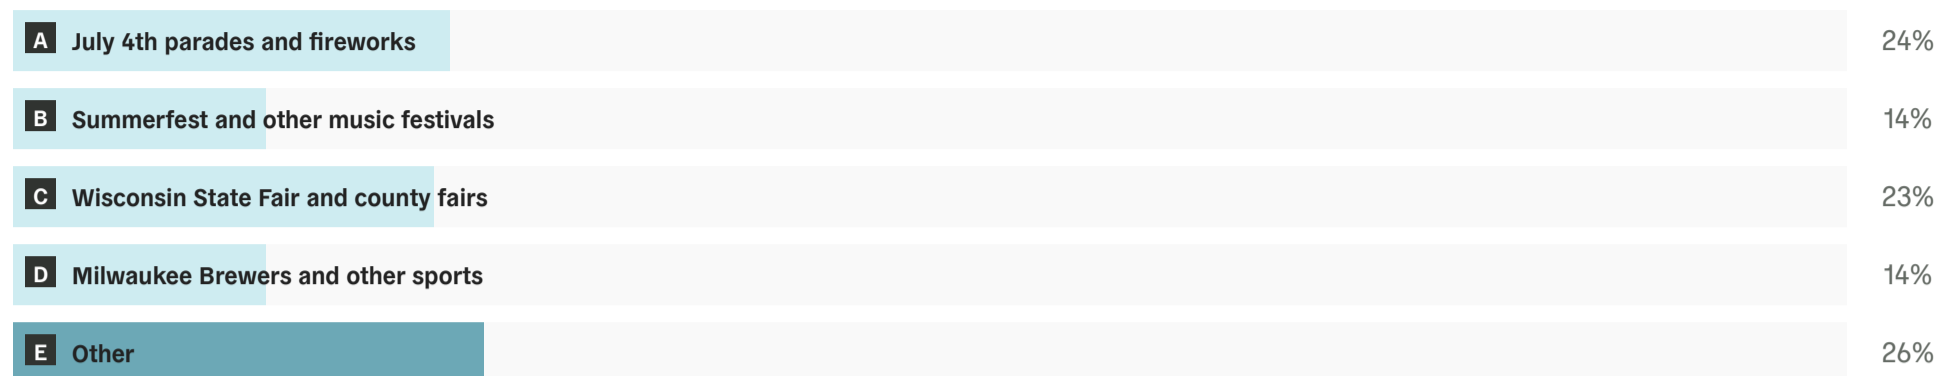 A July 4th parades and fireworks 24%
B Summerfest and other music festivals 14%
C Wisconsin State Fair and county fairs 23%
D Milwaukee Brewers and other sports 14%
E Other 26%